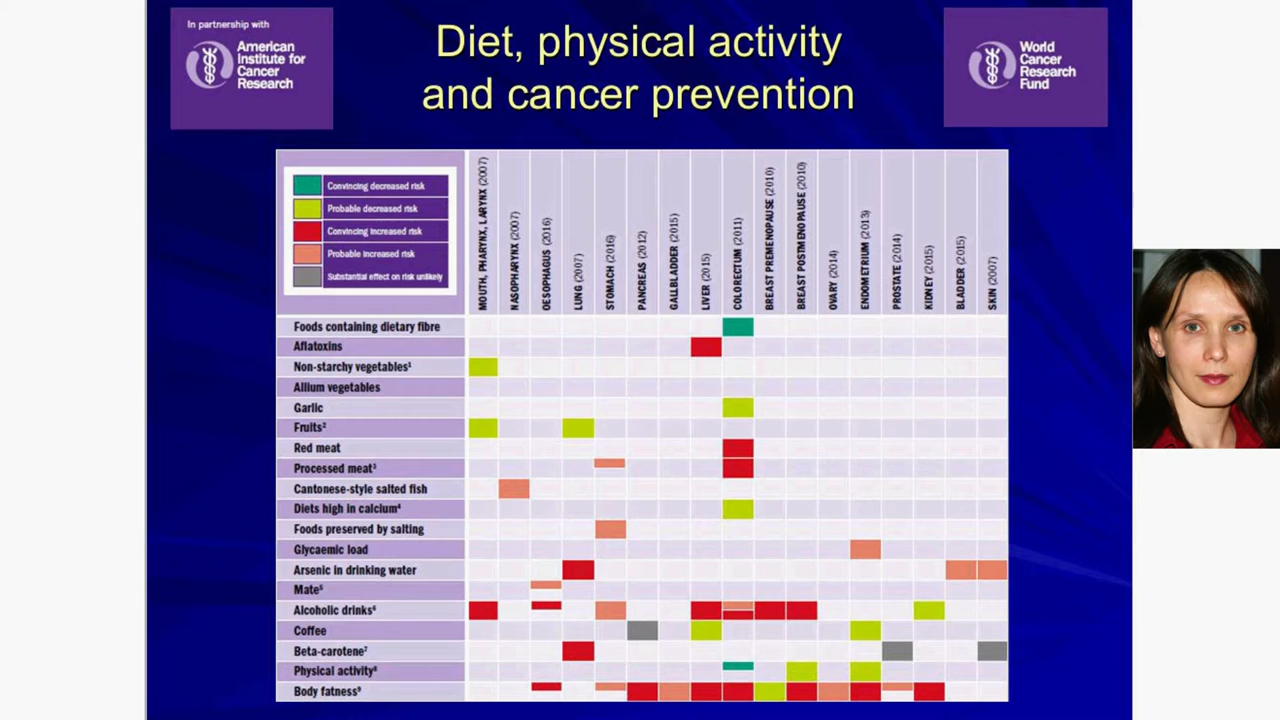 In partnership with
American
Institute for
Cancer
Research
Diet, physical activity
and cancer prevention
World
Cancer
Research
Fund
Convincing decreased risk
Probable decreased risk
Convincing increased risk
Probable increased risk
Substantial effect on risk unlikely
MOUTH, PHARYNX, LARYNX (2007)
NASOPHARYNX (2007)
OESOPHAGUS (2016)
LUNG (2007)
STOMACH (2016)
PANCREAS (2012)
GALLBLADDER (2015)
LIVER (2015)
COLORECTUM (2011)
BREAST PREMENOPAUSE (2010)
BREAST POSTMENOPAUSE (2010)
OVARY (2014)
ENDOMETRIUM (2013)
PROSTATE (2014)
KIDNEY (2015)
BLADDER (2015)
SKIN (2007)
Foods containing dietary fibre
Aflatoxins
Non-starchy vegetables¹
Allium vegetables
Garlic
Fruits²
Red meat
Processed meat³
Cantonese-style salted fish
Diets high in calcium⁴
Foods preserved by salting
Glycaemic load
Arsenic in drinking water
Mate⁵
Alcoholic drinks⁶
Coffee
Beta-carotene⁷
Physical activity⁸
Body fatness⁹